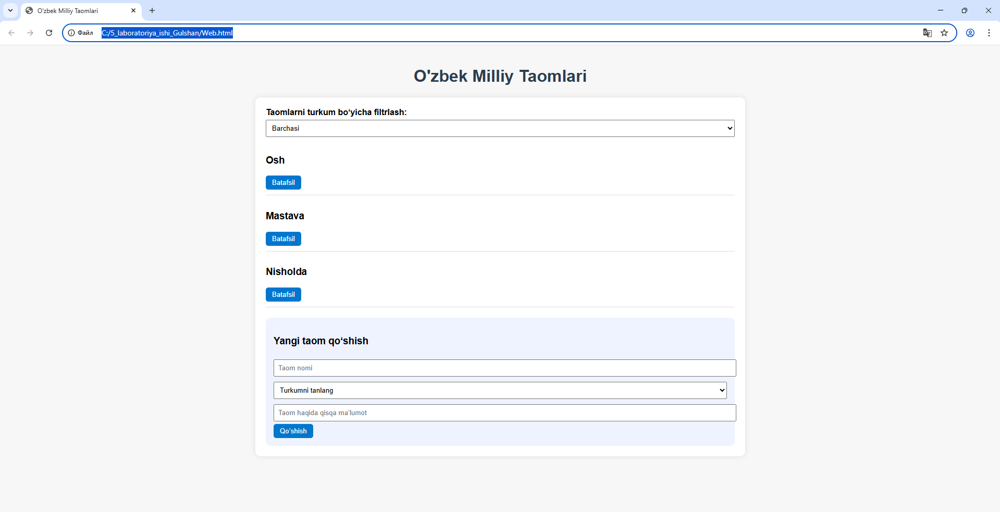 O'zbek Milliy Taomlari
Файл C:/5_laboratoriya_ishi_Gulshan/Web.html
O'zbek Milliy Taomlari
Taomlarni turkum bo‘yicha filtrlash:
Barchasi
Osh
Batafsil
Mastava
Batafsil
Nisholda
Batafsil
Yangi taom qo‘shish
Taom nomi
Turkumni tanlang
Taom haqida qisqa ma’lumot
Qo‘shish